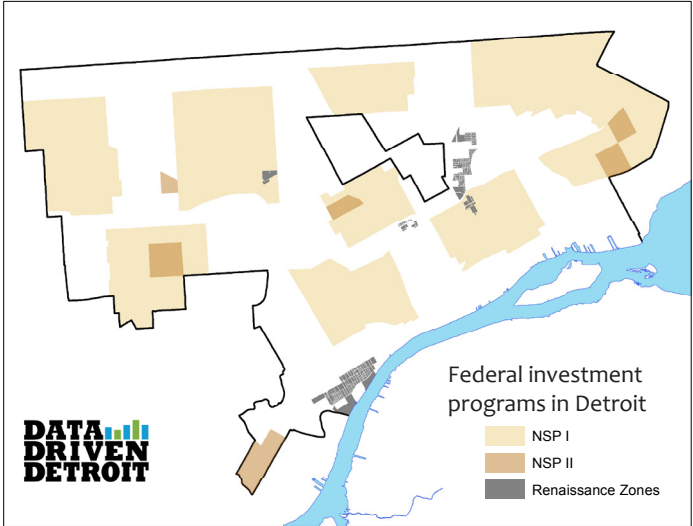 Federal investment
programs in Detroit
NSP I
NSP II
Renaissance Zones
DATA
DRIVEN
DETROIT